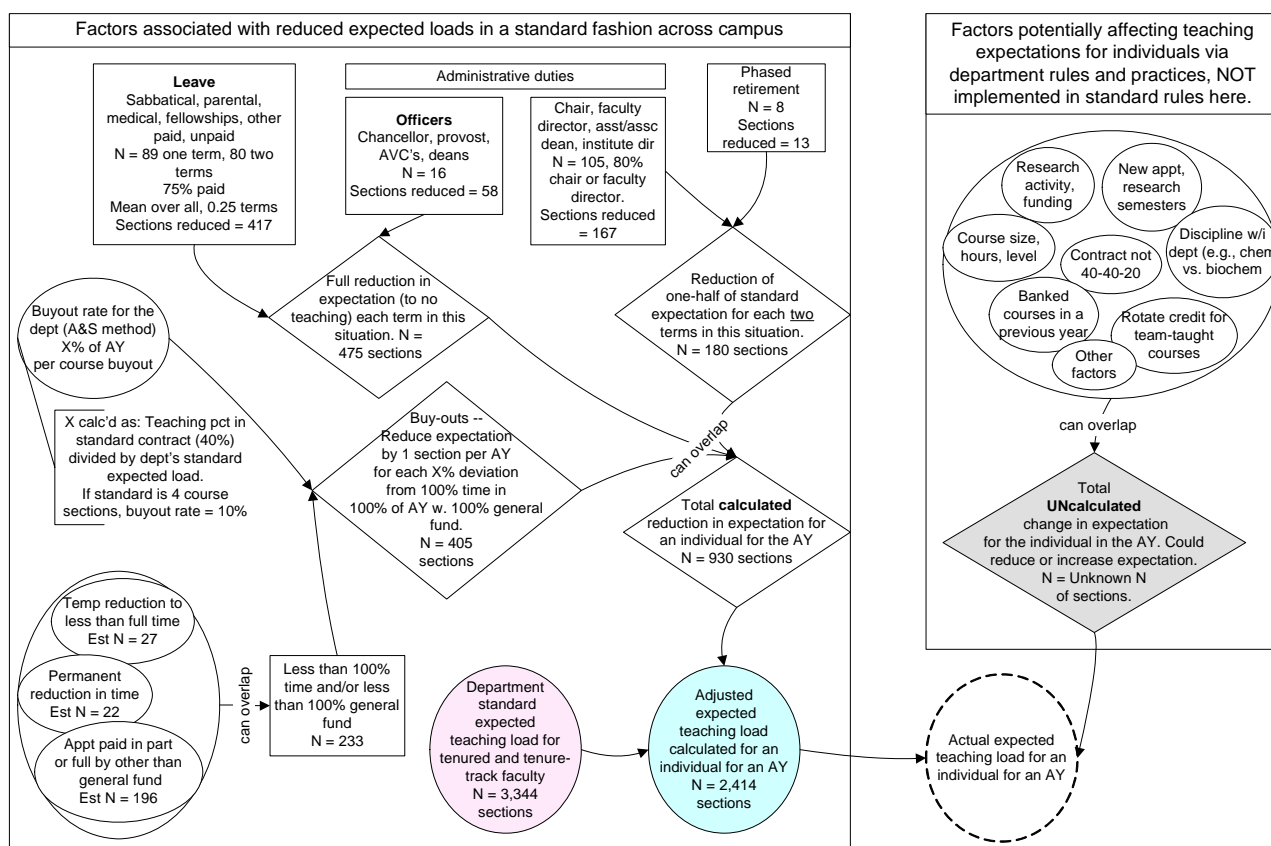 Factors associated with reduced expected loads in a standard fashion across campus
Leave
Sabbatical, parental,
medical, fellowships, other
paid, unpaid
N = 89 one term, 80 two
terms
75% paid
Mean over all, 0.25 terms
Sections reduced = 417
Administrative duties
Officers
Chancellor, provost,
AVC's, deans
N = 16
Sections reduced = 58
Chair, faculty
director, asst/assc
dean, institute dir
N = 105, 80%
chair or faculty
director.
Sections reduced
= 167
Phased
retirement
N = 8
Sections
reduced = 13
Full reduction in
expectation (to no
teaching) each term in this
situation. N =
475 sections
Reduction of
one-half of standard
expectation for each two
terms in this situation.
N = 180 sections
Buyout rate for the
dept (A&S method)
X% of AY
per course buyout
X calc'd as: Teaching pct in
standard contract (40%)
divided by dept's standard
expected load.
If standard is 4 course
sections, buyout rate = 10%
Buy-outs --
Reduce expectation
by 1 section per AY
for each X% deviation
from 100% time in
100% of AY w. 100% general
fund.
N = 405
sections
can overlap
Total calculated
reduction in expectation for
an individual for the AY
N = 930 sections
Temp reduction to
less than full time
Est N = 27
Permanent
reduction in time
Est N = 22
Appt paid in part
or full by other than
general fund
Est N = 196
can overlap
Less than 100%
time and/or less
than 100% general
fund
N = 233
Department
standard
expected
teaching load for
tenured and tenure-
track faculty
N = 3,344
sections
Adjusted
expected
teaching load
calculated for an
individual for an AY
N = 2,414
sections
Factors potentially affecting teaching
expectations for individuals via
department rules and practices, NOT
implemented in standard rules here.
Research
activity,
funding
New appt,
research
semesters
Course size,
hours, level
Contract not
40-40-20
Discipline w/i
dept (e.g., chem
vs. biochem
Banked
courses in a
previous year
Rotate credit for
team-taught
courses
Other
factors
can overlap
Total
UNcalculated
change in expectation
for the individual in the AY. Could
reduce or increase expectation.
N = Unknown N
of sections.
Actual expected
teaching load for an
individual for an AY